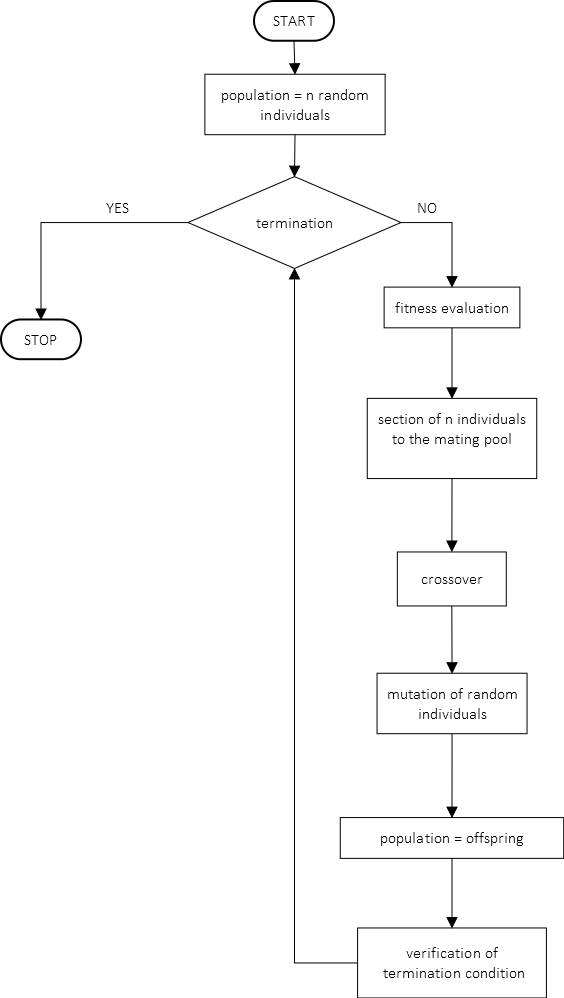 START
population = n random
individuals
termination
YES
NO
STOP
fitness evaluation
section of n individuals
to the mating pool
crossover
mutation of random
individuals
population = offspring
verification of
termination condition